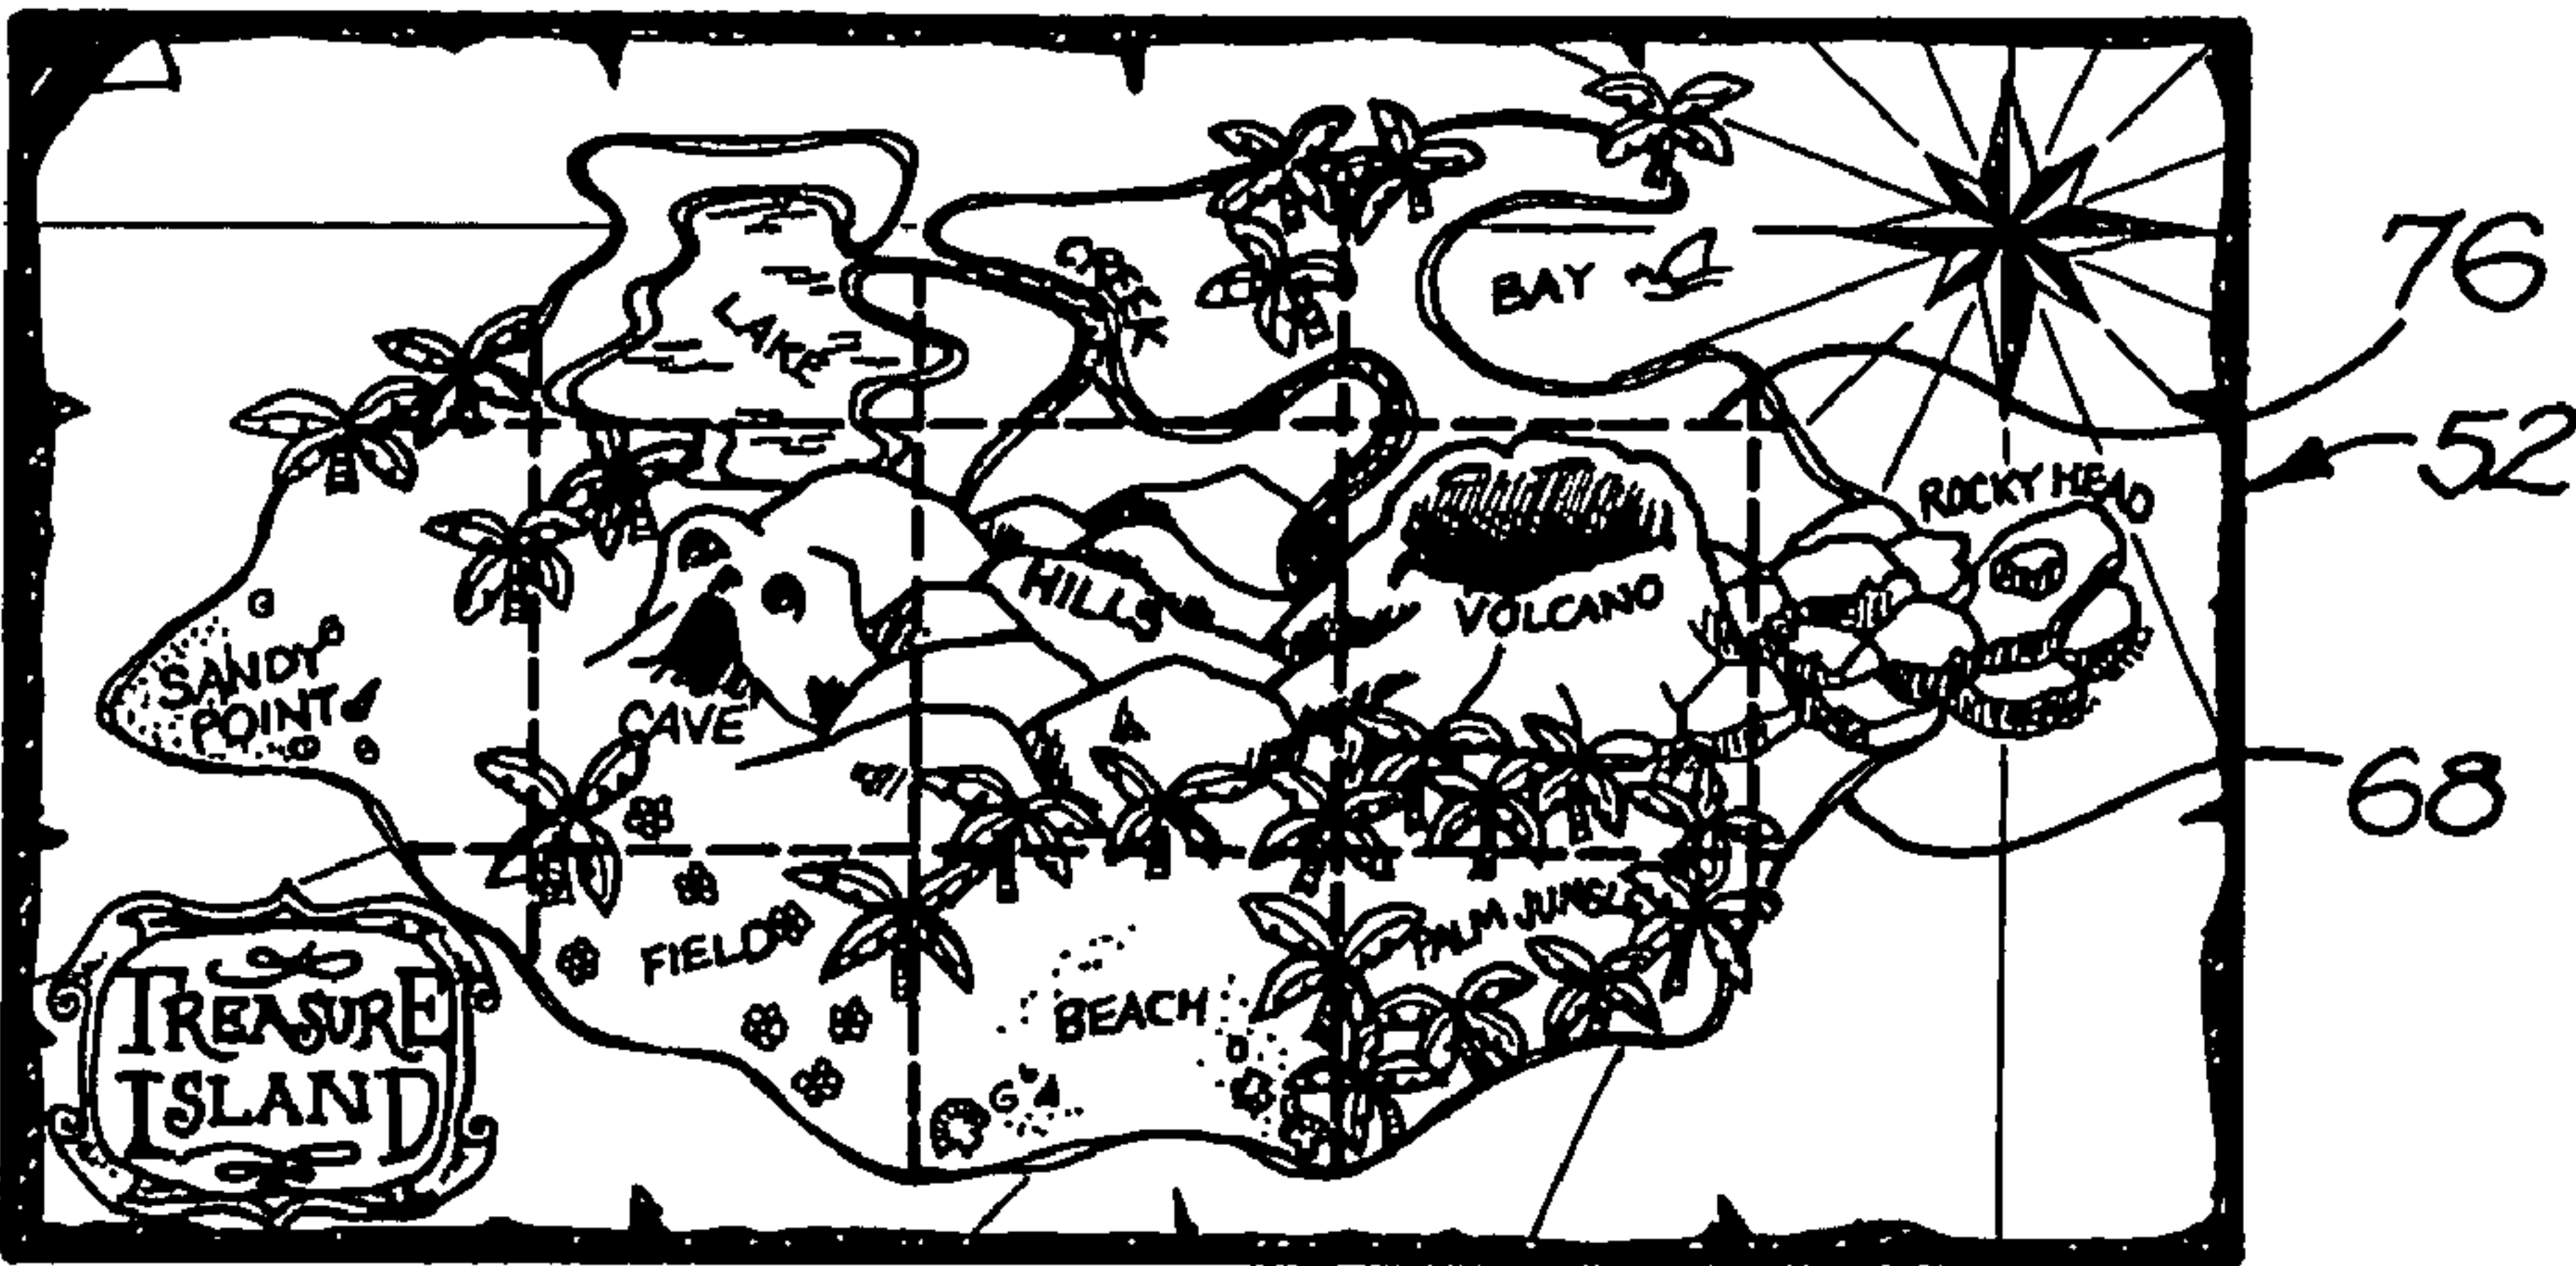 CREEK
BAY
76
LAKE
52
ROCKY HEAD
HILLS
VOLCANO
SANDY
POINT
CAVE
68
FIELD
PALM JUNGLE
BEACH
TREASURE
ISLAND